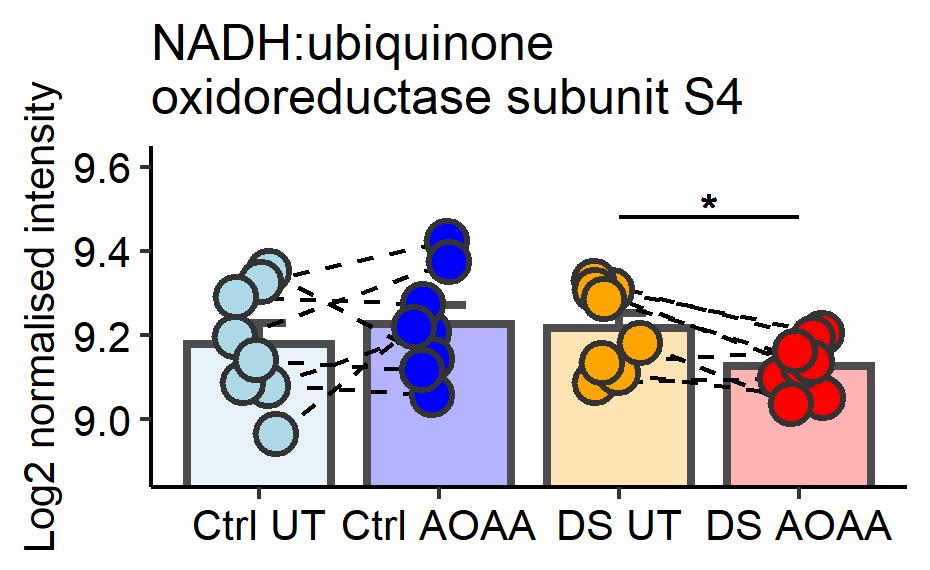 NADH:ubiquinone
oxidoreductase subunit S4
Log2 normalised intensity
9.6
9.4
9.2
9.0
*
Ctrl UT Ctrl AOAA DS UT DS AOAA